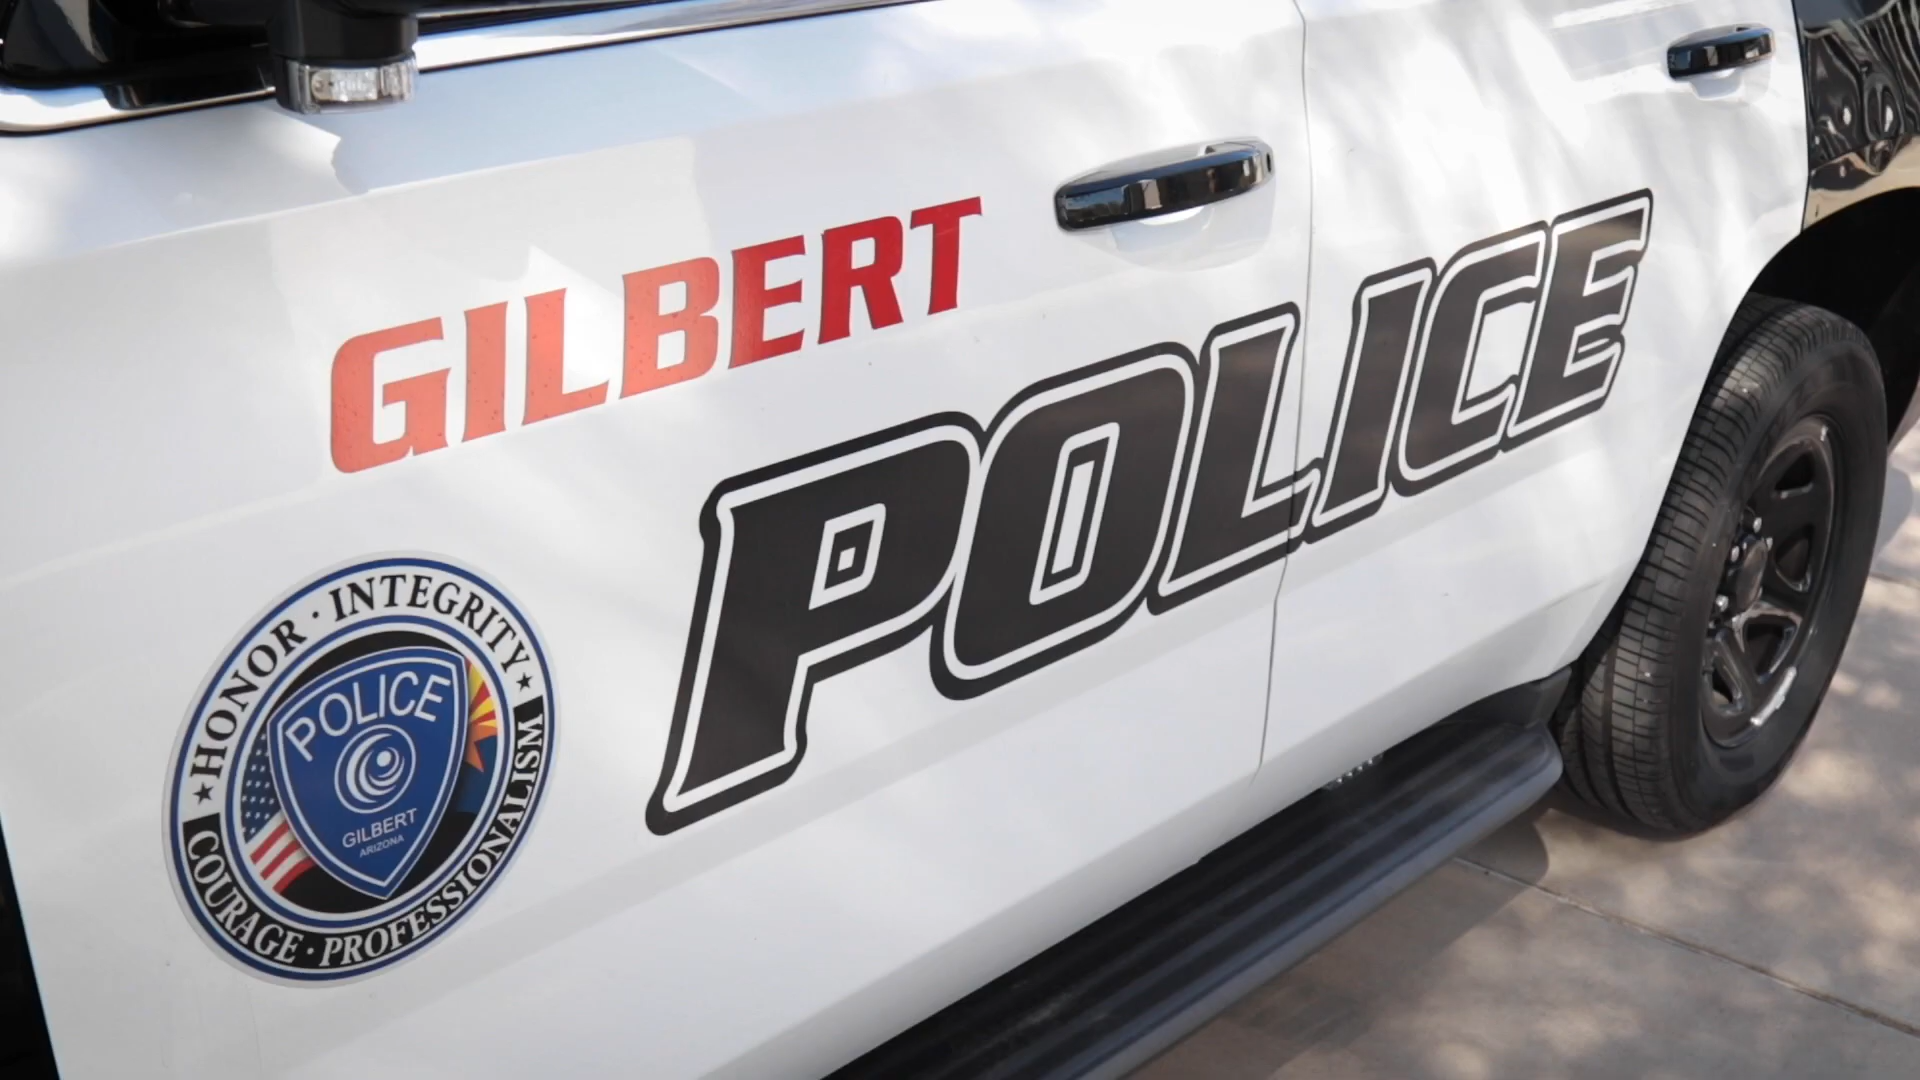 GILBERT
POLICE
HONOR · INTEGRITY
POLICE
GILBERT
ARIZONA
COURAGE · PROFESSIONALISM